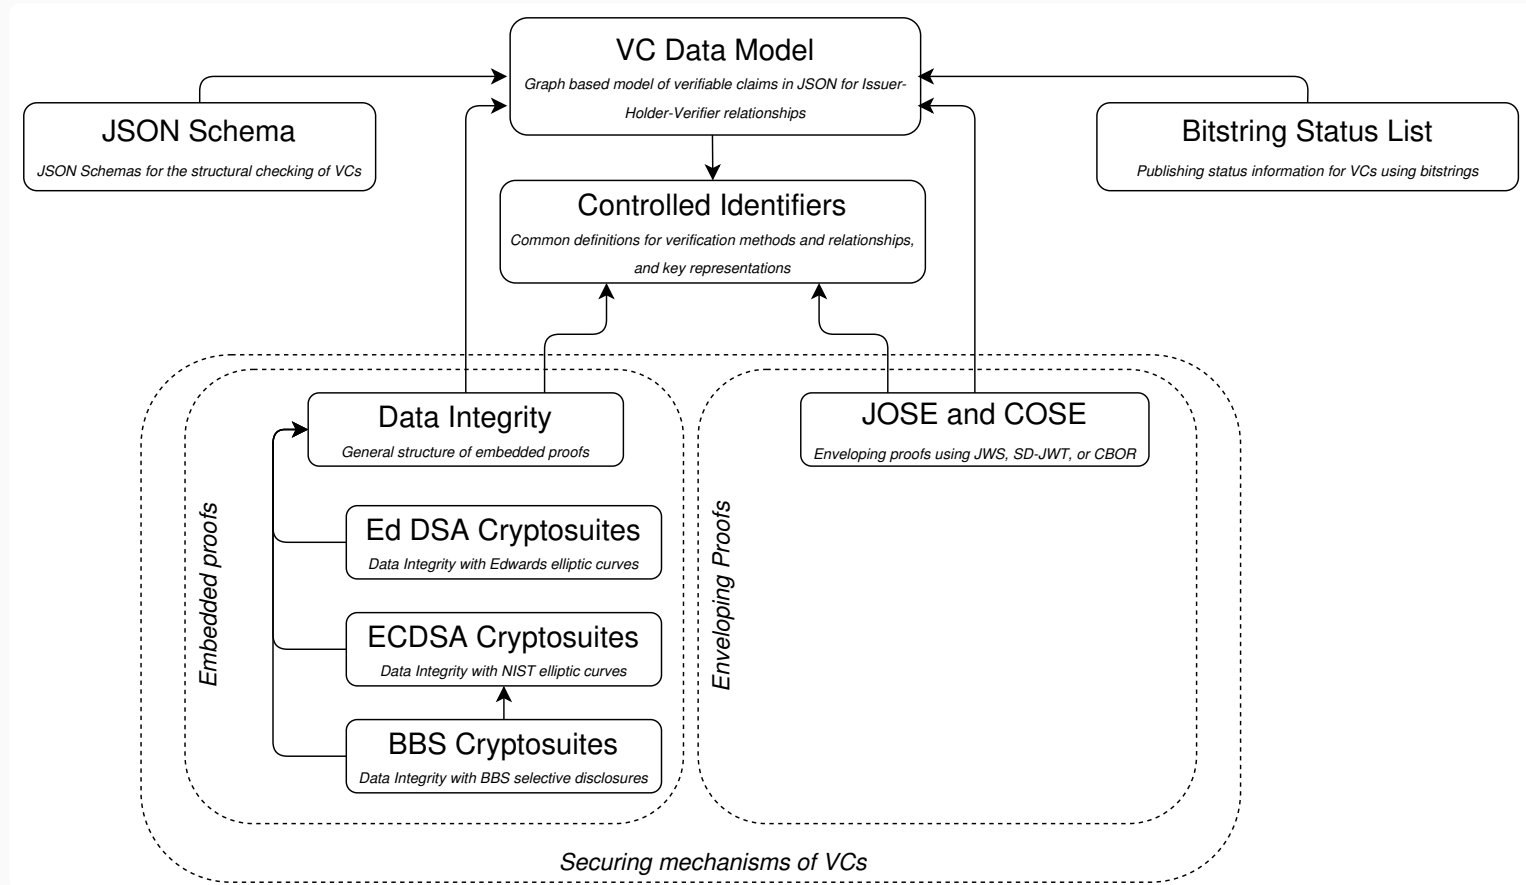 VC Data Model
Graph based model of verifiable claims in JSON for Issuer-
Holder-Verifier relationships
JSON Schema
JSON Schemas for the structural checking of VCs
Bitstring Status List
Publishing status information for VCs using bitstrings
Controlled Identifiers
Common definitions for verification methods and relationships,
and key representations
Data Integrity
General structure of embedded proofs
JOSE and COSE
Enveloping proofs using JWS, SD-JWT, or CBOR
Embedded proofs
Ed DSA Cryptosuites
Data Integrity with Edwards elliptic curves
ECDSA Cryptosuites
Data Integrity with NIST elliptic curves
BBS Cryptosuites
Data Integrity with BBS selective disclosures
Enveloping Proofs
Securing mechanisms of VCs